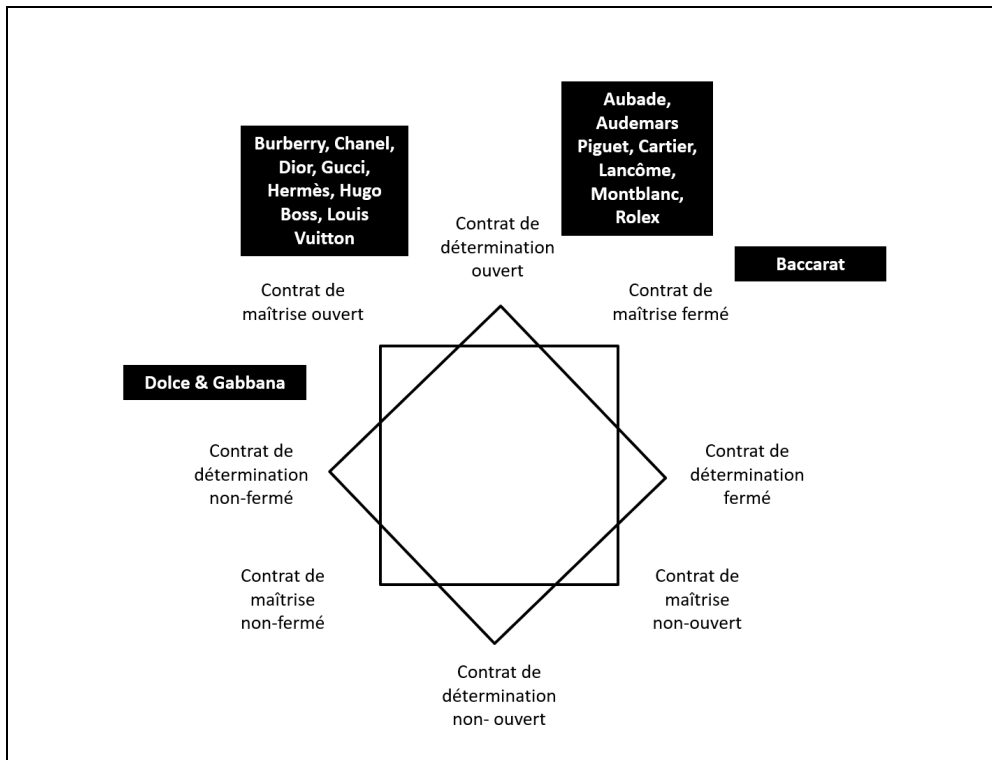 Aubade,
Audemars
Piguet, Cartier,
Lancôme,
Montblanc,
Rolex
Burberry, Chanel,
Dior, Gucci,
Hermès, Hugo
Boss, Louis
Vuitton
Contrat de
détermination
ouvert
Baccarat
Contrat de
maîtrise ouvert
Contrat de
maîtrise fermé
Dolce & Gabbana
Contrat de
détermination
non-fermé
Contrat de
détermination
fermé
Contrat de
maîtrise
non-fermé
Contrat de
maîtrise
non-ouvert
Contrat de
détermination
non- ouvert